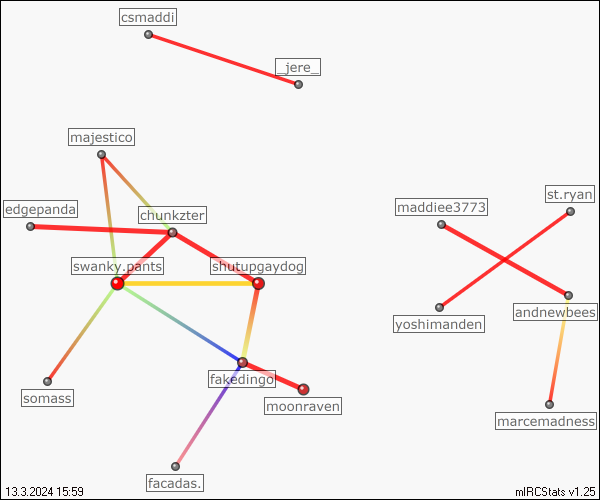 csmaddi
_jere_
majestico
st.ryan
maddiee3773
edgepanda
chunkzter
swanky.pants
shutupgaydog
andnewbees
yoshimanden
fakedingo
somass
moonraven
marcemadness
facadas.
13.3.2024 15:59
mIRCStats v1.25